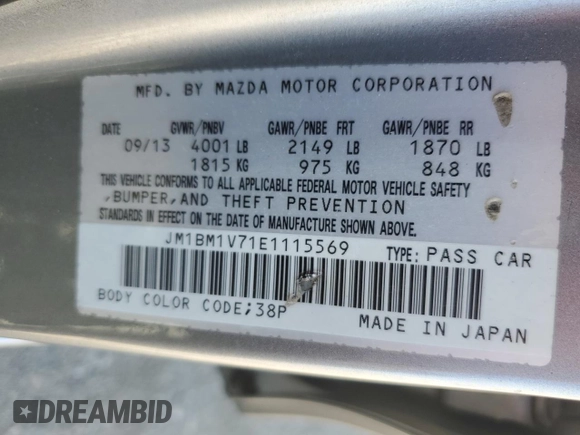 MFD. BY MAZDA MOTOR CORPORATION
DATE GVWR/PNBV GAWR/PNBE FRT GAWR/PNBE RR
09/13 4001 LB 2149 LB 1870 LB
1815 KG 975 KG 848 KG
THIS VEHICLE CONFORMS TO ALL APPLICABLE FEDERAL MOTOR VEHICLE SAFETY
,BUMPER,AND THEFT PREVENTION
STANDARDS IN EFFECT ON THE DATE OF MANUFACTURE SHOWN ABOVE.
JM1BM1V71E1115569 TYPE: PASS CAR
BODY COLOR CODE;38P
MADE IN JAPAN
DREAMBID